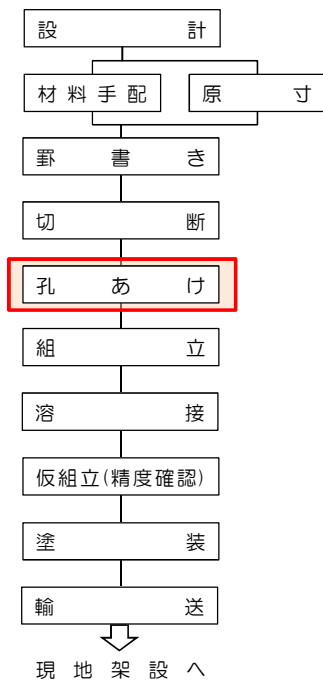 設計
材料手配
原寸
罫書き
切断
孔あけ
組立
溶接
仮組立(精度確認)
塗装
輸送
現地架設へ